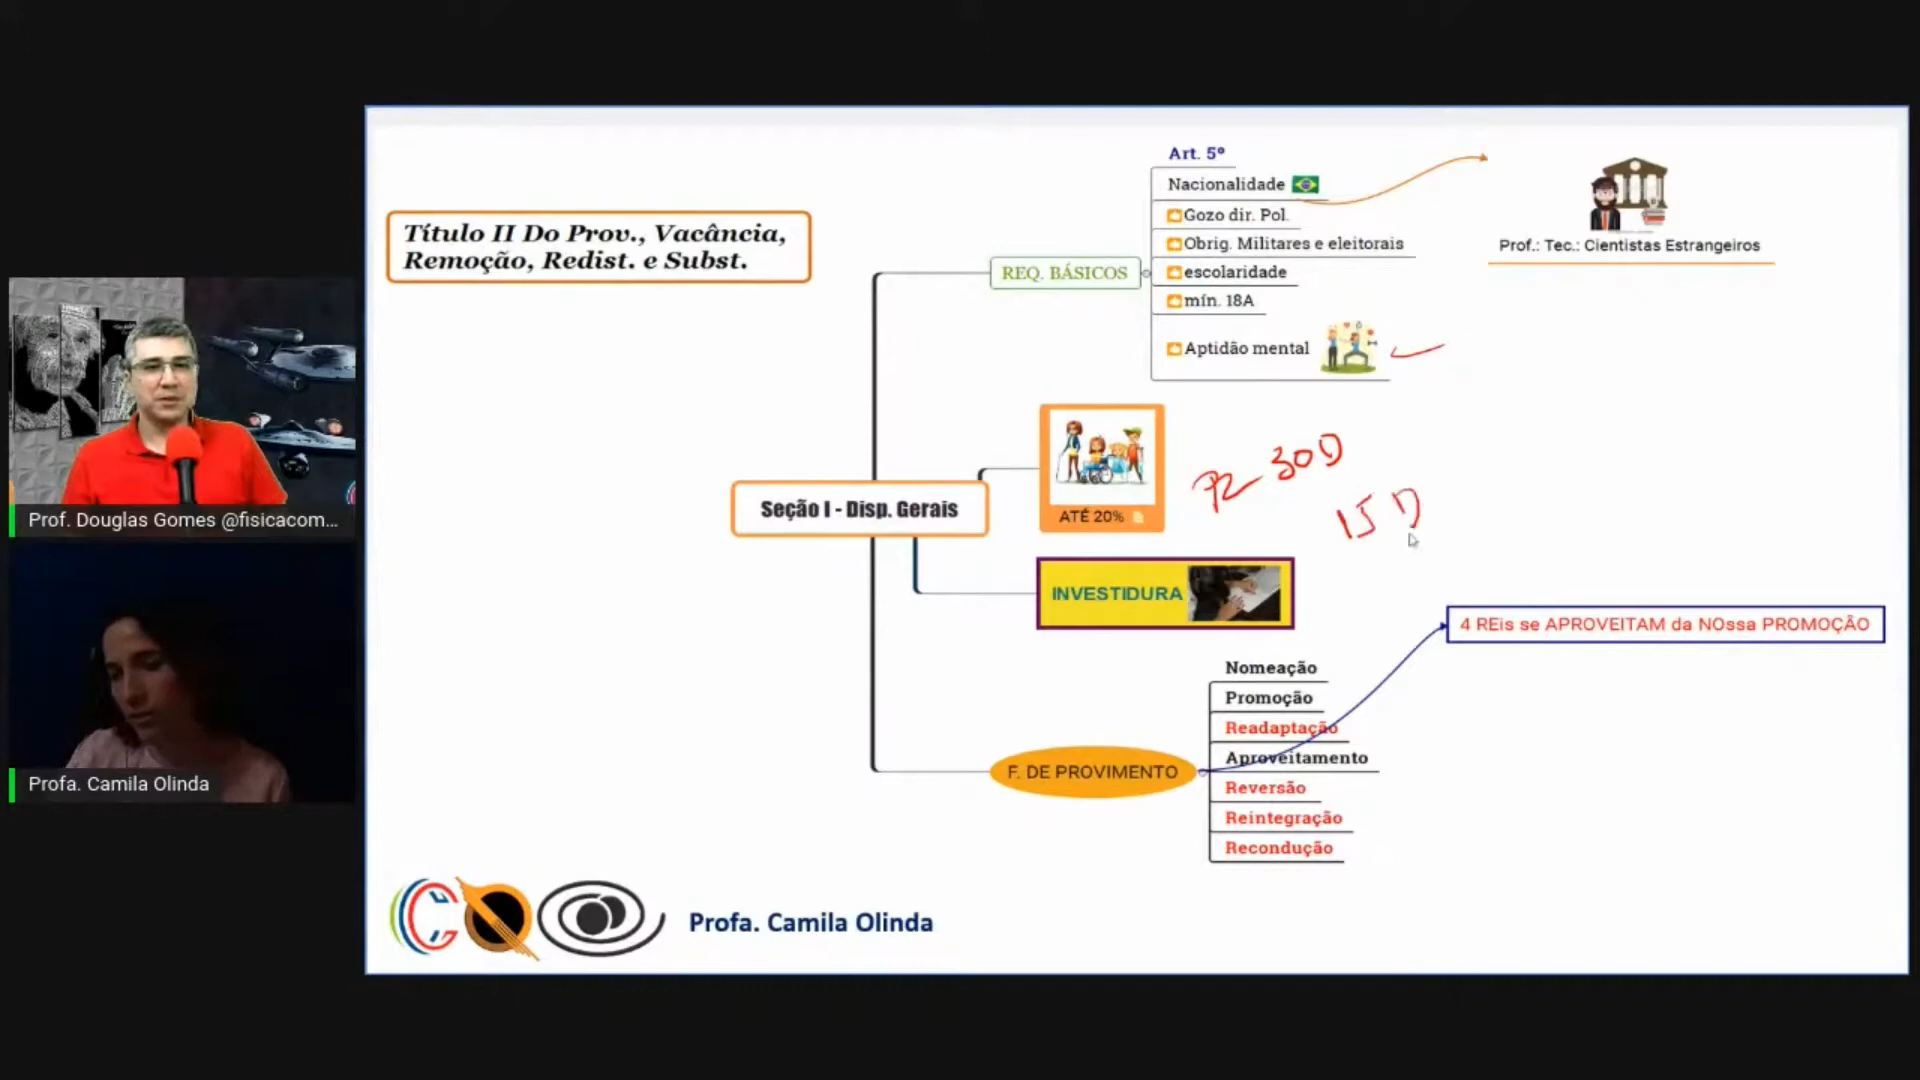 Título II Do Prov., Vacância,
Remoção, Redist. e Subst.
Art. 5º
Nacionalidade
Gozo dir. Pol.
Obrig. Militares e eleitorais
escolaridade
mín. 18A
Aptidão mental
REQ. BÁSICOS
Prof.: Tec.: Cientistas Estrangeiros
Seção I - Disp. Gerais
ATÉ 20%
30D
15 D
INVESTIDURA
4 REis se APROVEITAM da NOssa PROMOÇÃO
F. DE PROVIMENTO
Nomeação
Promoção
Readaptação
Aproveitamento
Reversão
Reintegração
Recondução
Profa. Camila Olinda
Prof. Douglas Gomes @fisicacom...
Profa. Camila Olinda